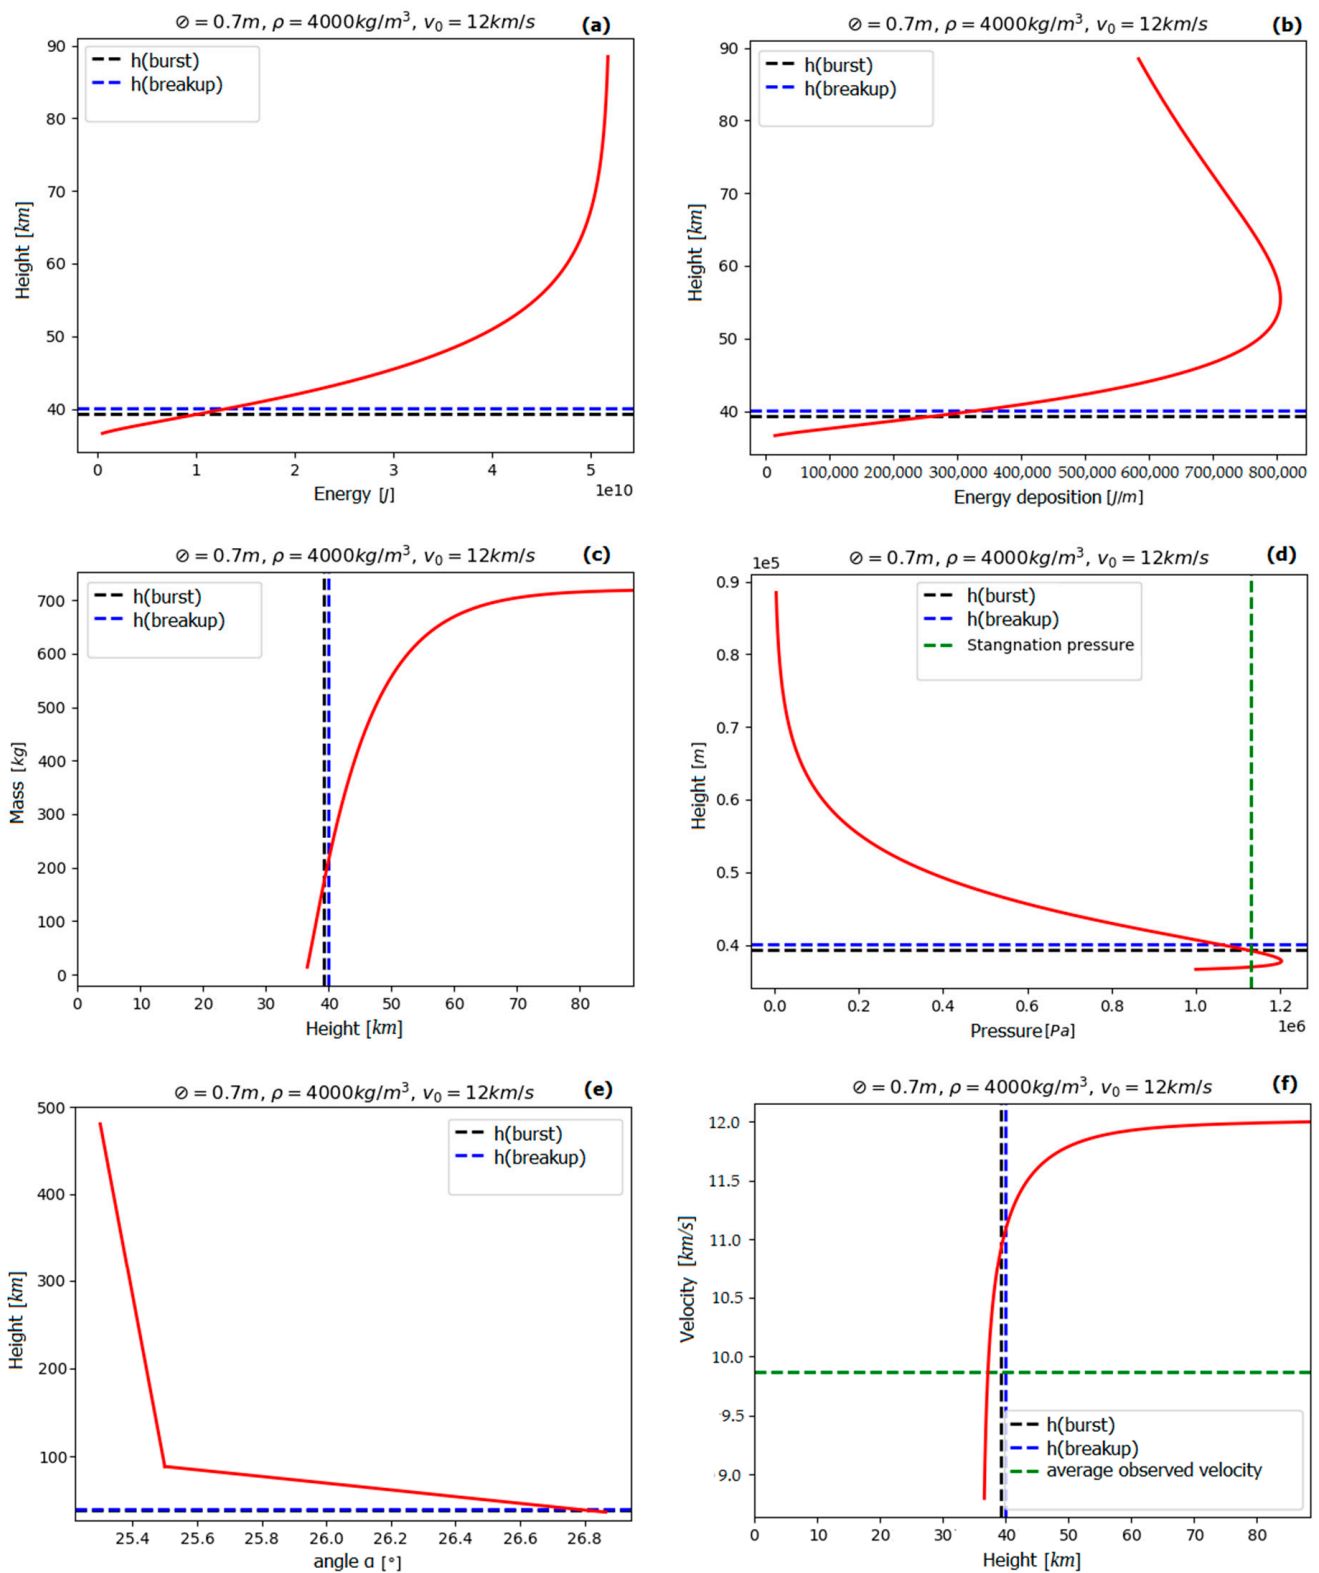 ⊘ = 0.7m, ρ = 4000kg/m³, v₀ = 12km/s (a)
h(burst)
h(breakup)
90
80
70
60
50
40
Height [km]
0 1 2 3 4 5
1e10
Energy [J]
⊘ = 0.7m, ρ = 4000kg/m³, v₀ = 12km/s (b)
h(burst)
h(breakup)
90
80
70
60
50
40
Height [km]
0 100,000 200,000 300,000 400,000 500,000 600,000 700,000 800,000
Energy deposition [J/m]
⊘ = 0.7m, ρ = 4000kg/m³, v₀ = 12km/s (c)
h(burst)
h(breakup)
700
600
500
400
300
200
100
0
Mass [kg]
0 10 20 30 40 50 60 70 80
Height [km]
⊘ = 0.7m, ρ = 4000kg/m³, v₀ = 12km/s (d)
1e5
h(burst)
h(breakup)
Stangnation pressure
0.9
0.8
0.7
0.6
0.5
0.4
Height [m]
0.0 0.2 0.4 0.6 0.8 1.0 1.2
1e6
Pressure[Pa]
⊘ = 0.7m, ρ = 4000kg/m³, v₀ = 12km/s (e)
h(burst)
h(breakup)
500
400
300
200
100
Height [km]
25.4 25.6 25.8 26.0 26.2 26.4 26.6 26.8
angle α [°]
⊘ = 0.7m, ρ = 4000kg/m³, v₀ = 12km/s (f)
12.0
11.5
11.0
10.5
10.0
9.5
9.0
Velocity [km/s]
h(burst)
h(breakup)
average observed velocity
0 10 20 30 40 50 60 70 80
Height [km]